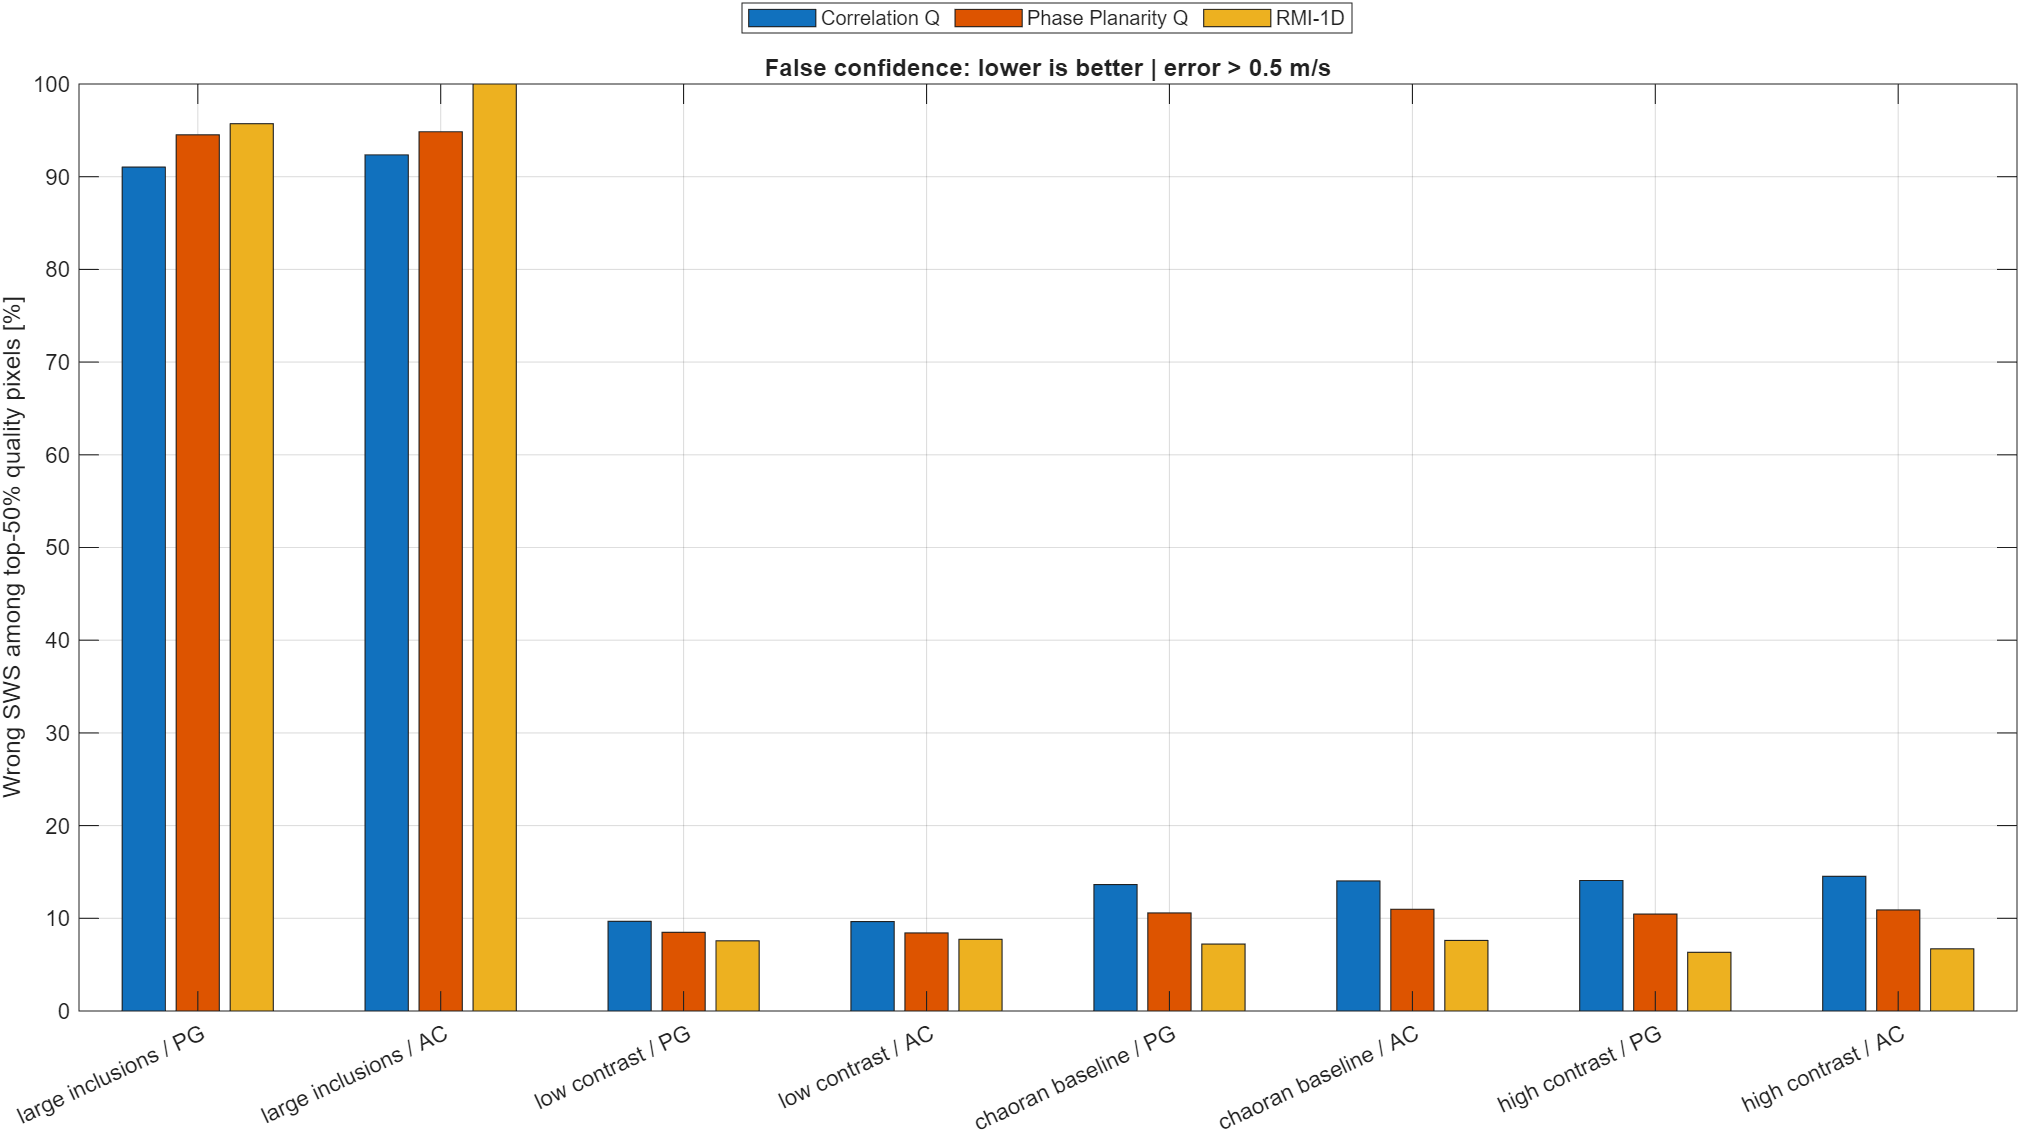 Correlation Q Phase Planarity Q RMI-1D
False confidence: lower is better | error > 0.5 m/s
Wrong SWS among top-50% quality pixels [%]
100
90
80
70
60
50
40
30
20
10
0
large inclusions / PG
large inclusions / AC
low contrast / PG
low contrast / AC
chaoran baseline / PG
chaoran baseline / AC
high contrast / PG
high contrast / AC